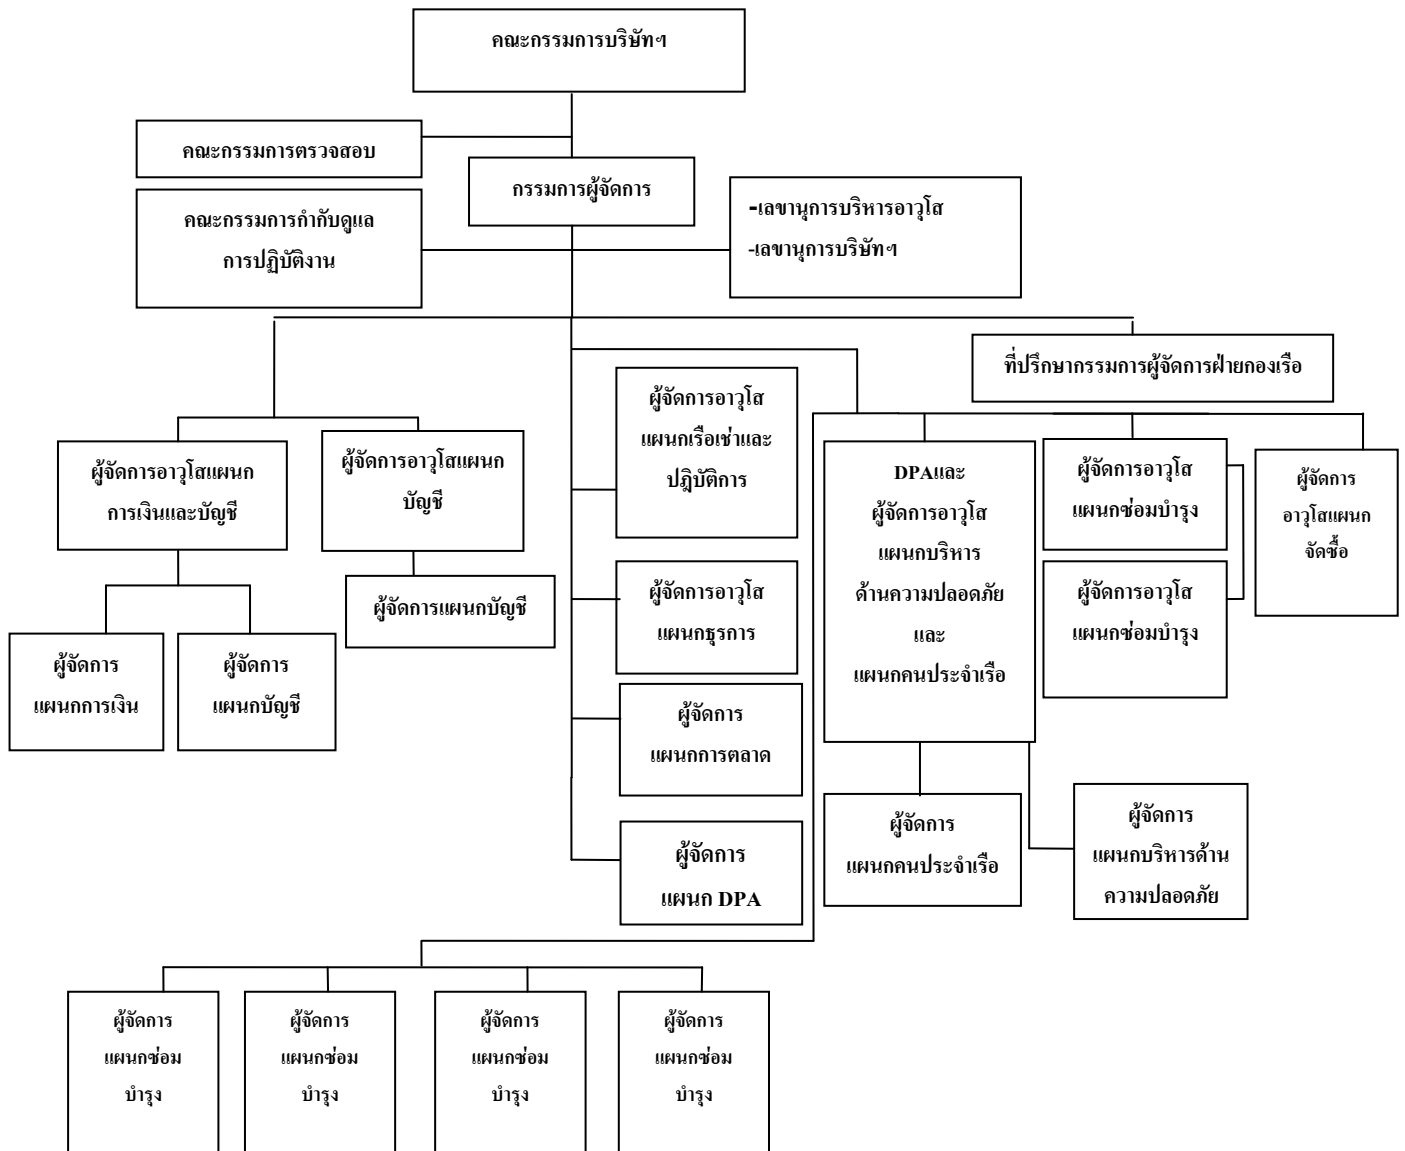 คณะกรรมการบริษัทฯ
คณะกรรมการตรวจสอบ
กรรมการผู้จัดการ
คณะกรรมการกำกับดูแล
การปฏิบัติงาน
-เลขานุการบริหารอาวุโส
-เลขานุการบริษัทฯ
ที่ปรึกษากรรมการผู้จัดการฝ่ายกองเรือ
ผู้จัดการอาวุโสแผนก
การเงินและบัญชี
ผู้จัดการอาวุโสแผนก
บัญชี
ผู้จัดการอาวุโส
แผนกเรือเช่าและ
ปฎิบัติการ
DPAและ
ผู้จัดการอาวุโส
แผนกบริหาร
ด้านความปลอดภัย
และ
แผนกคนประจำเรือ
ผู้จัดการอาวุโส
แผนกซ่อมบำรุง
ผู้จัดการ
อาวุโสแผนก
จัดซื้อ
ผู้จัดการแผนกบัญชี
ผู้จัดการอาวุโส
แผนกธุรการ
ผู้จัดการอาวุโส
แผนกซ่อมบำรุง
ผู้จัดการ
แผนกการเงิน
ผู้จัดการ
แผนกบัญชี
ผู้จัดการ
แผนกการตลาด
ผู้จัดการ
แผนก DPA
ผู้จัดการ
แผนกคนประจำเรือ
ผู้จัดการ
แผนกบริหารด้าน
ความปลอดภัย
ผู้จัดการ
แผนกซ่อม
บำรุง
ผู้จัดการ
แผนกซ่อม
บำรุง
ผู้จัดการ
แผนกซ่อม
บำรุง
ผู้จัดการ
แผนกซ่อม
บำรุง